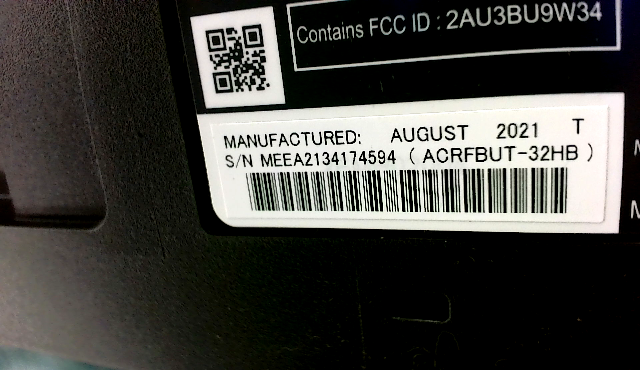 Contains FCC ID : 2AU3BU9W34
MANUFACTURED: AUGUST 2021 T
S/N MEEA2134174594 ( ACRFBUT-32HB )